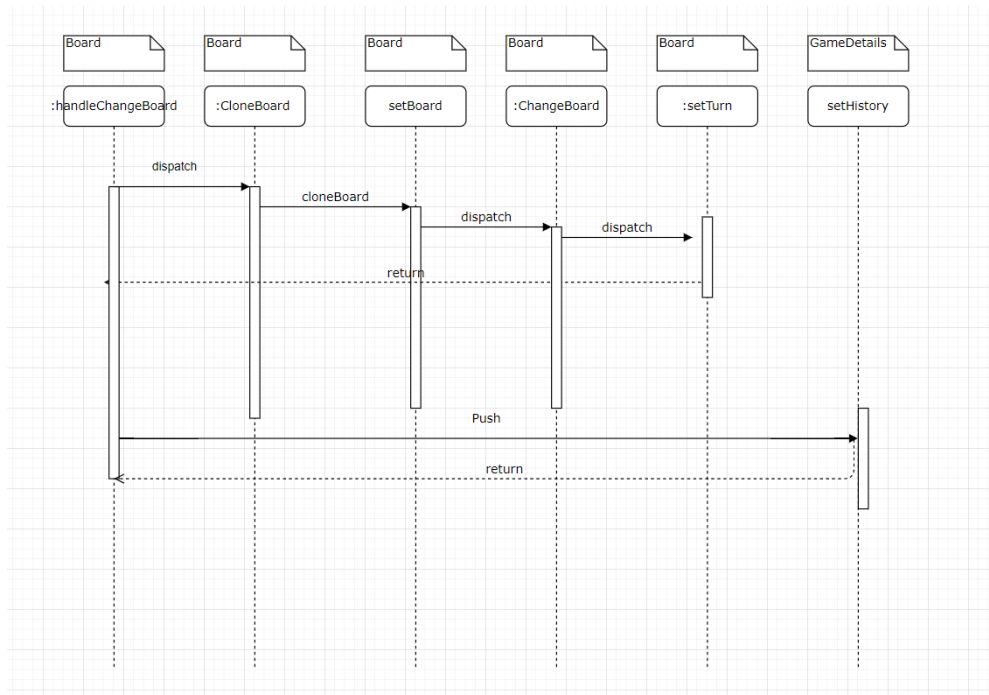 Board
Board
Board
Board
Board
GameDetails
:handleChangeBoard
:CloneBoard
setBoard
:ChangeBoard
:setTurn
setHistory
dispatch
cloneBoard
dispatch
dispatch
return
Push
return